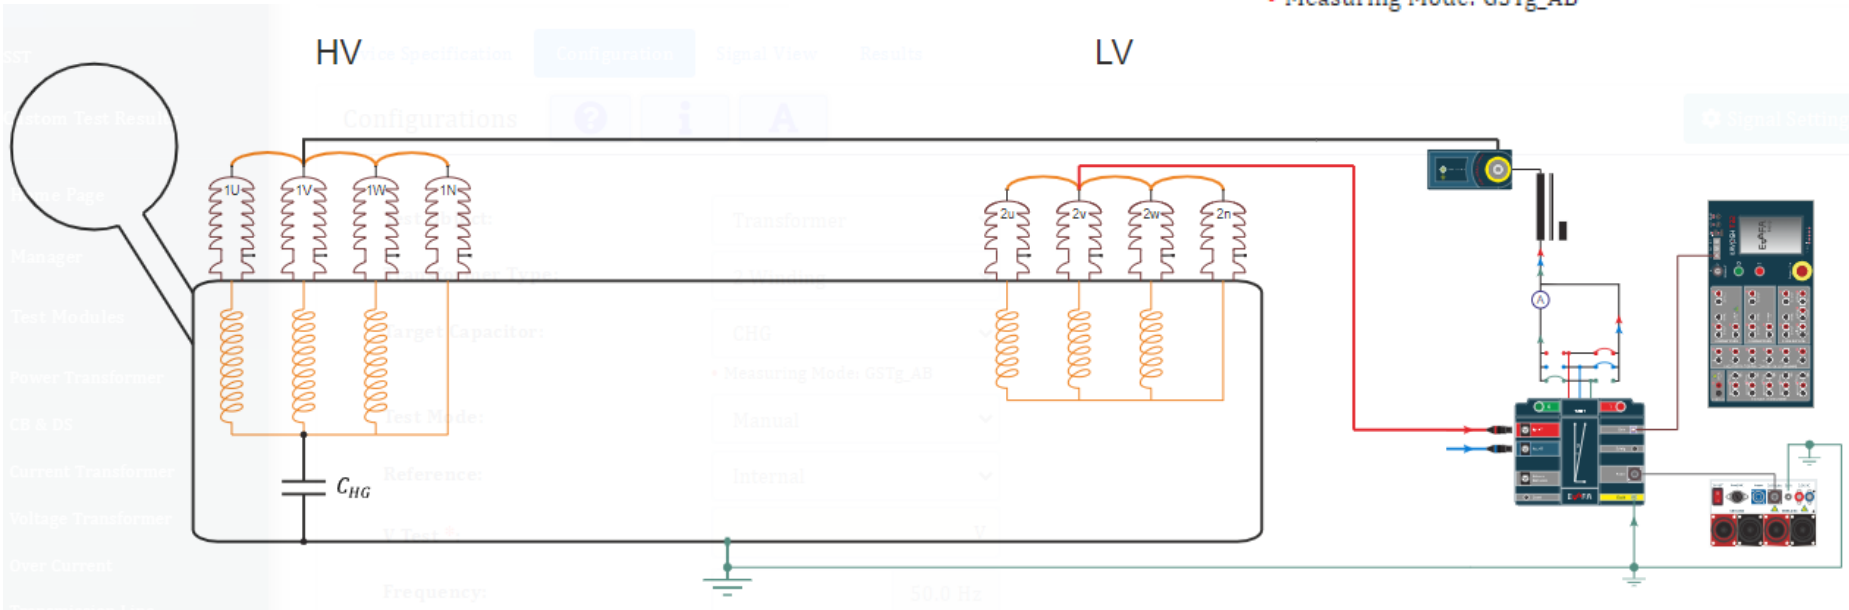 Measuring Mode: GSTg_AB
HV
LV
SST
Device Specification
Configuration
Signal View
Results
Custom Test Results
Configurations
? i A
Signal Setting
1U
1V
1W
1N
2u
2v
2w
2n
Home Page
Test Object:
Transformer
Manager
Transformer Type:
2 Winding
Test Modules
Target Capacitor:
CHG
A
Measuring Mode: GSTg_AB
Power Transformer
Test Mode:
Manual
CB & DS
Current Transformer
Reference:
Internal
C_HG
Voltage Transformer
V Test *:
V
Over Current
Frequency:
50.0 Hz